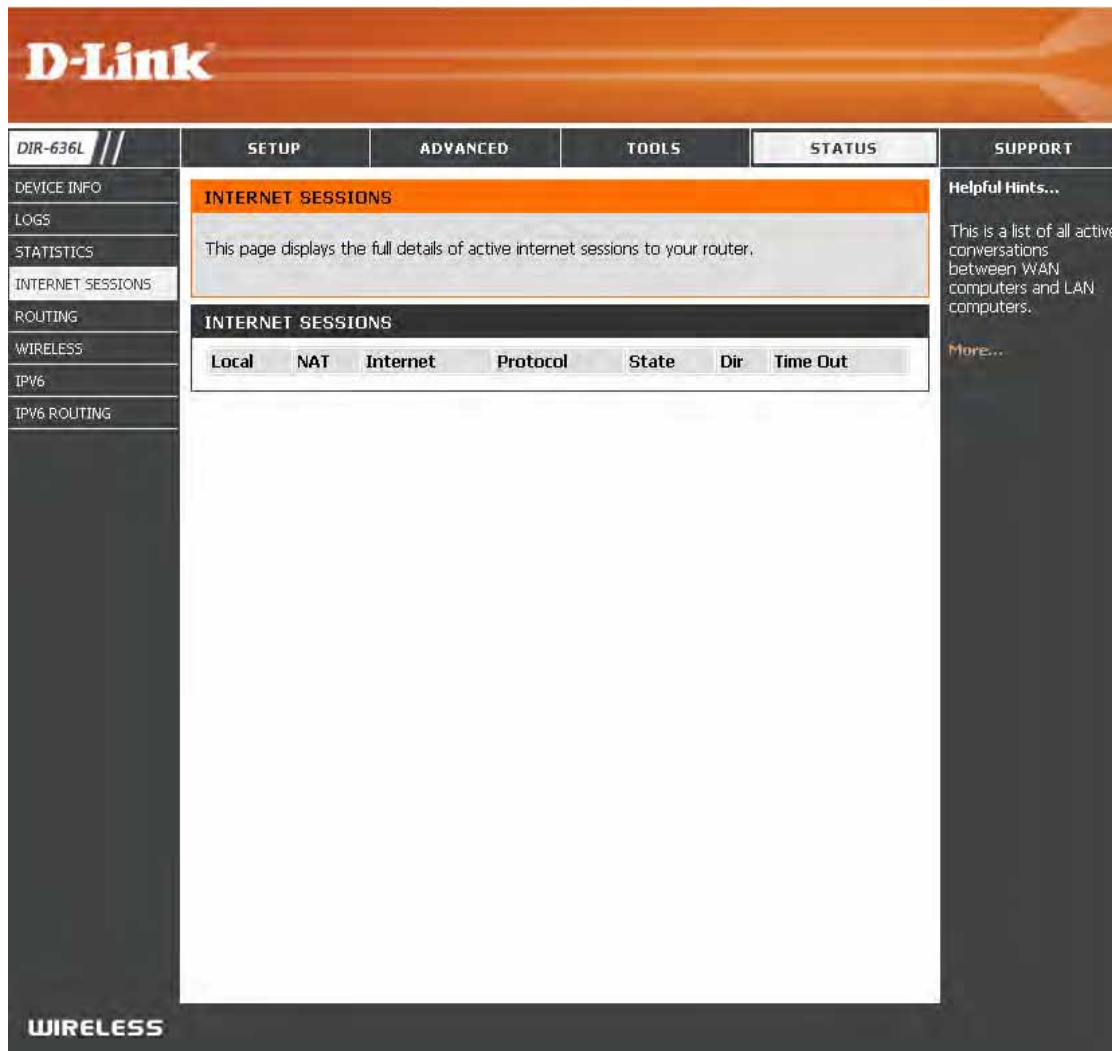 D-Link
DIR-636L
SETUP
ADVANCED
TOOLS
STATUS
SUPPORT
DEVICE INFO
LOGS
STATISTICS
INTERNET SESSIONS
ROUTING
WIRELESS
IPV6
IPV6 ROUTING
INTERNET SESSIONS
This page displays the full details of active internet sessions to your router.
INTERNET SESSIONS
Local NAT Internet Protocol State Dir Time Out
Helpful Hints...
This is a list of all active
conversations
between WAN
computers and LAN
computers.
More...
WIRELESS